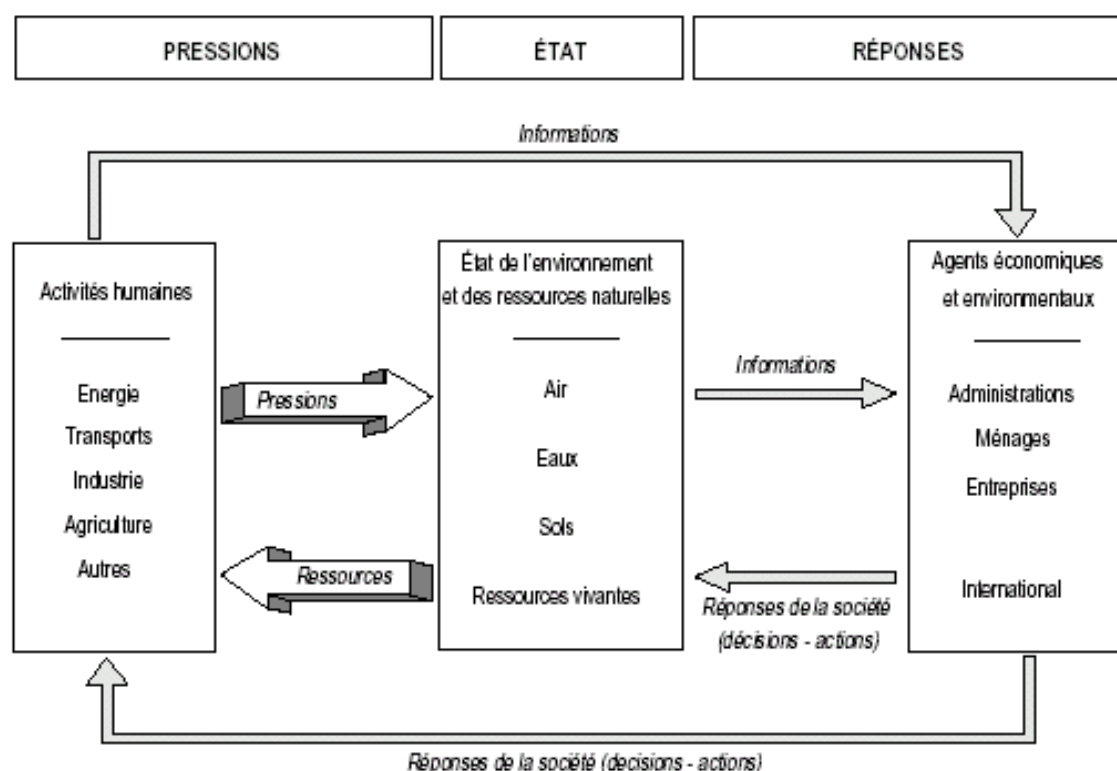 PRESSIONS
ÉTAT
RÉPONSES
Informations
Activités humaines
Energie
Transports
Industrie
Agriculture
Autres
Pressions
Ressources
État de l'environnement
et des ressources naturelles
Air
Eaux
Sols
Ressources vivantes
Informations
Réponses de la société
(décisions - actions)
Agents économiques
et environmentaux
Administrations
Ménages
Entreprises
International
Réponses de la société (decisions - actions)